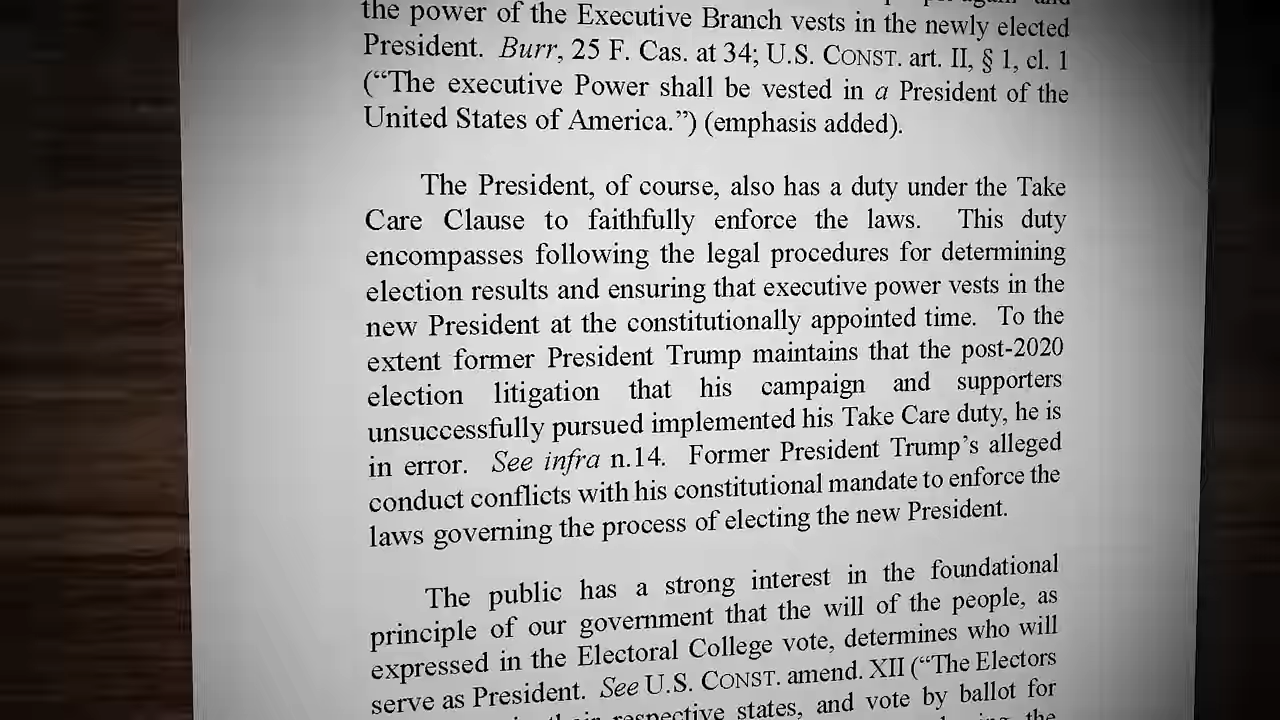 the power of the Executive Branch vests in the newly elected
President. Burr, 25 F. Cas. at 34; U.S. CONST. art. II, § 1, cl. 1
(“The executive Power shall be vested in a President of the
United States of America.”) (emphasis added).
The President, of course, also has a duty under the Take
Care Clause to faithfully enforce the laws. This duty
encompasses following the legal procedures for determining
election results and ensuring that executive power vests in the
new President at the constitutionally appointed time. To the
extent former President Trump maintains that the post-2020
election litigation that his campaign and supporters
unsuccessfully pursued implemented his Take Care duty, he is
in error. See infra n.14. Former President Trump’s alleged
conduct conflicts with his constitutional mandate to enforce the
laws governing the process of electing the new President.
The public has a strong interest in the foundational
principle of our government that the will of the people, as
expressed in the Electoral College vote, determines who will
serve as President. See U.S. CONST. amend. XII (“The Electors
respective states, and vote by ballot for
the